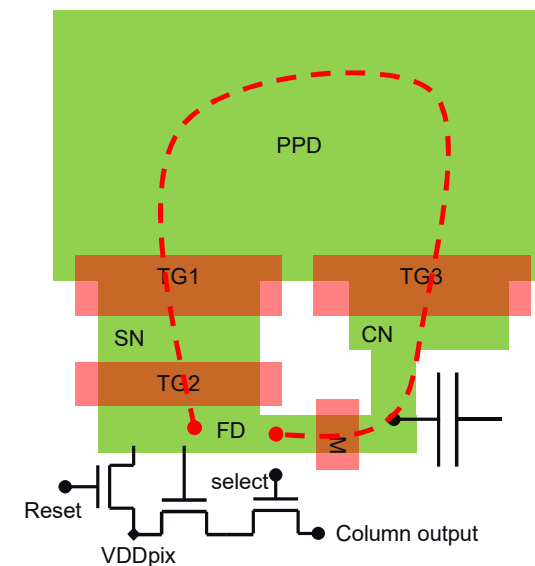 PPD
TG1
TG3
SN
CN
TG2
FD
M
select
Reset
Column output
VDDpix